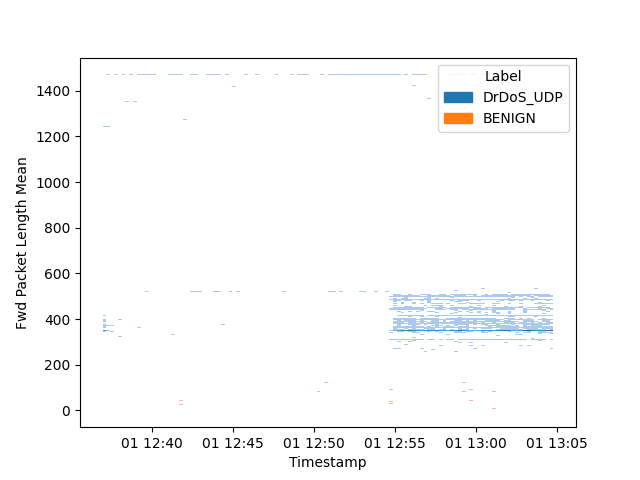 Fwd Packet Length Mean
1400
1200
1000
800
600
400
200
0
Label
DrDoS_UDP
BENIGN
01 12:40
01 12:45
01 12:50
01 12:55
01 13:00
01 13:05
Timestamp